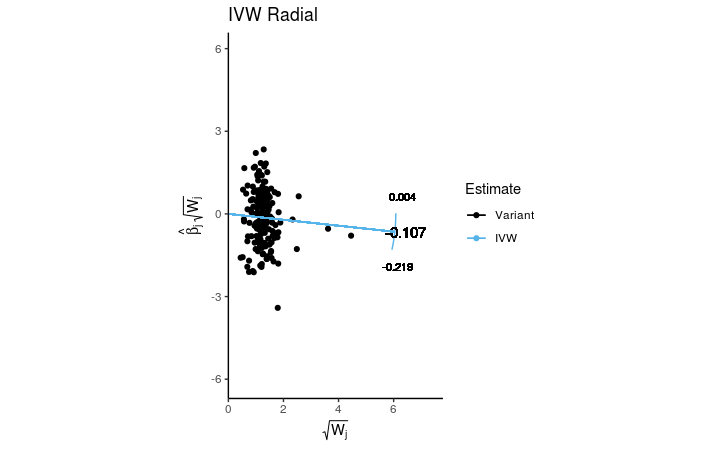 IVW Radial
6
3
0
-3
-6
β̂j√Wj
0.004
-0.107
-0.219
0 2 4 6
√Wj
Estimate
Variant
IVW